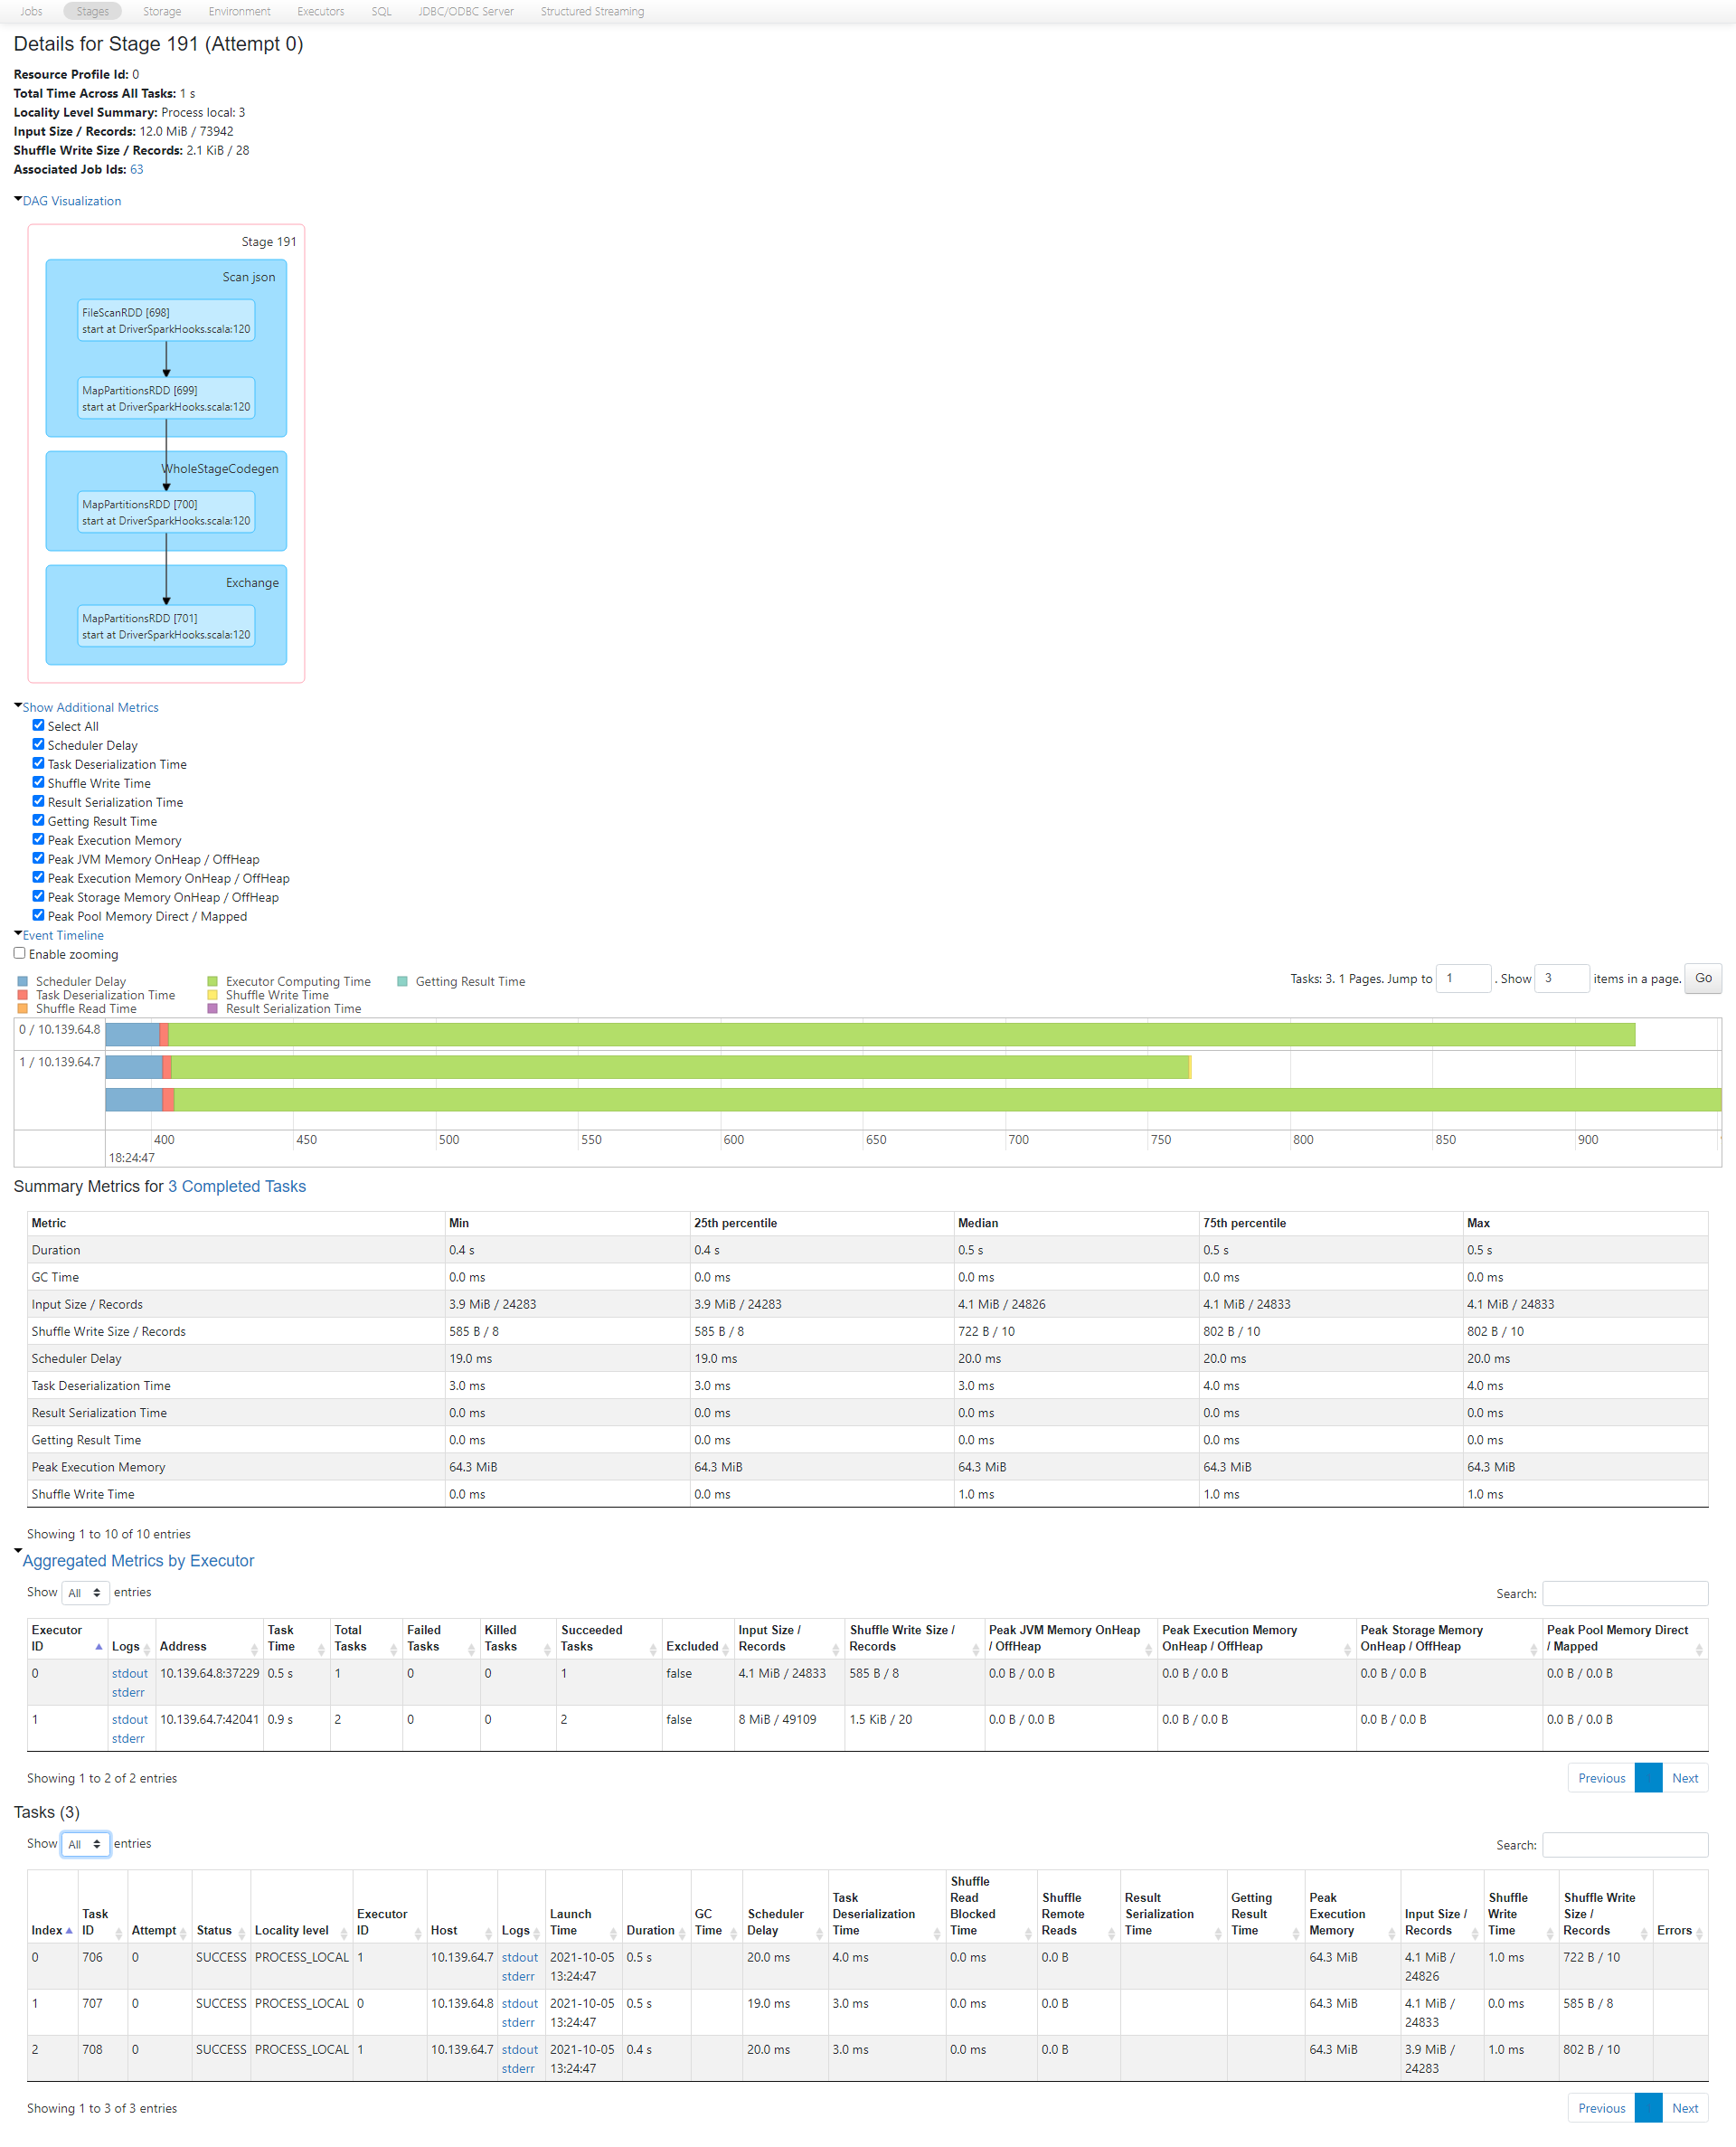 Jobs Stages Storage Environment Executors SQL JDBC/ODBC Server Structured Streaming
Details for Stage 191 (Attempt 0)
Resource Profile Id: 0
Total Time Across All Tasks: 1 s
Locality Level Summary: Process local: 3
Input Size / Records: 12.0 MiB / 73942
Shuffle Write Size / Records: 2.1 KiB / 28
Associated Job Ids: 63
DAG Visualization
Stage 191
Scan json
FileScanRDD [698]
start at DriverSparkHooks.scala:120
MapPartitionsRDD [699]
start at DriverSparkHooks.scala:120
WholeStageCodegen
MapPartitionsRDD [700]
start at DriverSparkHooks.scala:120
Exchange
MapPartitionsRDD [701]
start at DriverSparkHooks.scala:120
Show Additional Metrics
Select All
Scheduler Delay
Task Deserialization Time
Shuffle Write Time
Result Serialization Time
Getting Result Time
Peak Execution Memory
Peak JVM Memory OnHeap / OffHeap
Peak Execution Memory OnHeap / OffHeap
Peak Storage Memory OnHeap / OffHeap
Peak Pool Memory Direct / Mapped
Event Timeline
Enable zooming
Scheduler Delay Executor Computing Time Getting Result Time
Task Deserialization Time Shuffle Write Time
Shuffle Read Time Result Serialization Time
Tasks: 3. 1 Pages. Jump to 1 . Show 3 items in a page. Go
0 / 10.139.64.8
1 / 10.139.64.7
400 450 500 550 600 650 700 750 800 850 900
18:24:47
Summary Metrics for 3 Completed Tasks
Metric Min 25th percentile Median 75th percentile Max
Duration 0.4 s 0.4 s 0.5 s 0.5 s 0.5 s
GC Time 0.0 ms 0.0 ms 0.0 ms 0.0 ms 0.0 ms
Input Size / Records 3.9 MiB / 24283 3.9 MiB / 24283 4.1 MiB / 24826 4.1 MiB / 24833 4.1 MiB / 24833
Shuffle Write Size / Records 585 B / 8 585 B / 8 722 B / 10 802 B / 10 802 B / 10
Scheduler Delay 19.0 ms 19.0 ms 20.0 ms 20.0 ms 20.0 ms
Task Deserialization Time 3.0 ms 3.0 ms 3.0 ms 4.0 ms 4.0 ms
Result Serialization Time 0.0 ms 0.0 ms 0.0 ms 0.0 ms 0.0 ms
Getting Result Time 0.0 ms 0.0 ms 0.0 ms 0.0 ms 0.0 ms
Peak Execution Memory 64.3 MiB 64.3 MiB 64.3 MiB 64.3 MiB 64.3 MiB
Shuffle Write Time 0.0 ms 0.0 ms 1.0 ms 1.0 ms 1.0 ms
Showing 1 to 10 of 10 entries
Aggregated Metrics by Executor
Show All entries Search:
Executor Task Total Failed Killed Succeeded Input Size / Shuffle Write Size / Peak JVM Memory OnHeap Peak Execution Memory Peak Storage Memory Peak Pool Memory Direct
ID Logs Address Time Tasks Tasks Tasks Tasks Excluded Records Records / OffHeap OnHeap / OffHeap OnHeap / OffHeap / Mapped
0 stdout 10.139.64.8:37229 0.5 s 1 0 0 1 false 4.1 MiB / 24833 585 B / 8 0.0 B / 0.0 B 0.0 B / 0.0 B 0.0 B / 0.0 B 0.0 B / 0.0 B
stderr
1 stdout 10.139.64.7:42041 0.9 s 2 0 0 2 false 8 MiB / 49109 1.5 KiB / 20 0.0 B / 0.0 B 0.0 B / 0.0 B 0.0 B / 0.0 B 0.0 B / 0.0 B
stderr
Showing 1 to 2 of 2 entries Previous Next
Tasks (3)
Show All entries Search:
Shuffle
Task Read Shuffle Result Getting Peak Shuffle Shuffle Write
Task Executor Launch GC Scheduler Deserialization Blocked Remote Serialization Result Execution Input Size / Write Size /
Index ID Attempt Status Locality level ID Host Logs Time Duration Time Delay Time Time Reads Time Time Memory Records Time Records Errors
0 706 0 SUCCESS PROCESS_LOCAL 1 10.139.64.7 stdout 2021-10-05 0.5 s 20.0 ms 4.0 ms 0.0 ms 0.0 B 64.3 MiB 4.1 MiB / 1.0 ms 722 B / 10
stderr 13:24:47 24826
1 707 0 SUCCESS PROCESS_LOCAL 0 10.139.64.8 stdout 2021-10-05 0.5 s 19.0 ms 3.0 ms 0.0 ms 0.0 B 64.3 MiB 4.1 MiB / 0.0 ms 585 B / 8
stderr 13:24:47 24833
2 708 0 SUCCESS PROCESS_LOCAL 1 10.139.64.7 stdout 2021-10-05 0.4 s 20.0 ms 3.0 ms 0.0 ms 0.0 B 64.3 MiB 3.9 MiB / 1.0 ms 802 B / 10
stderr 13:24:47 24283
Showing 1 to 3 of 3 entries Previous Next